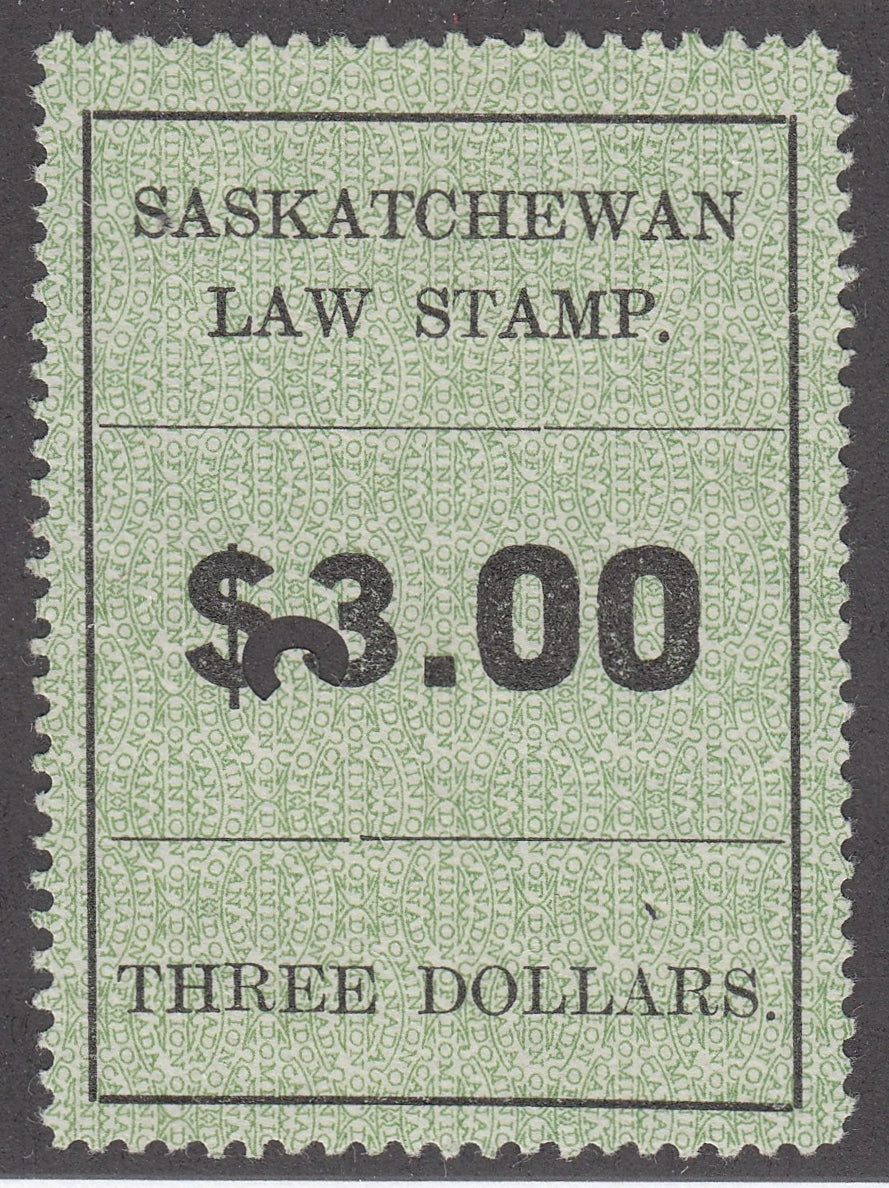 SASKATCHEWAN
LAW STAMP.
$3.00
THREE DOLLARS.